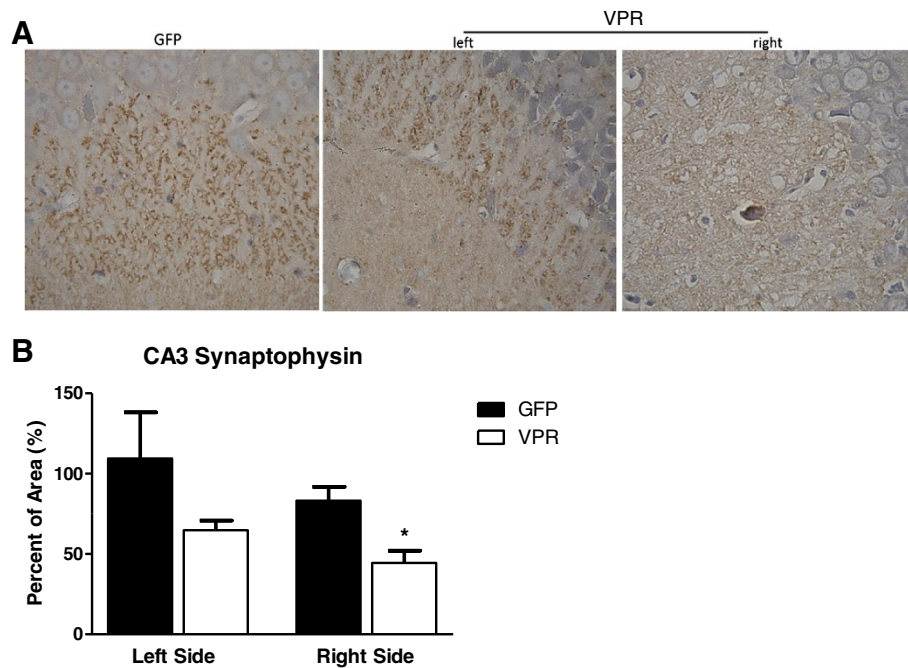 A
GFP
VPR
left
right
B
CA3 Synaptophysin
Percent of Area (%)
150
100
50
0
*
Left Side
Right Side
GFP
VPR